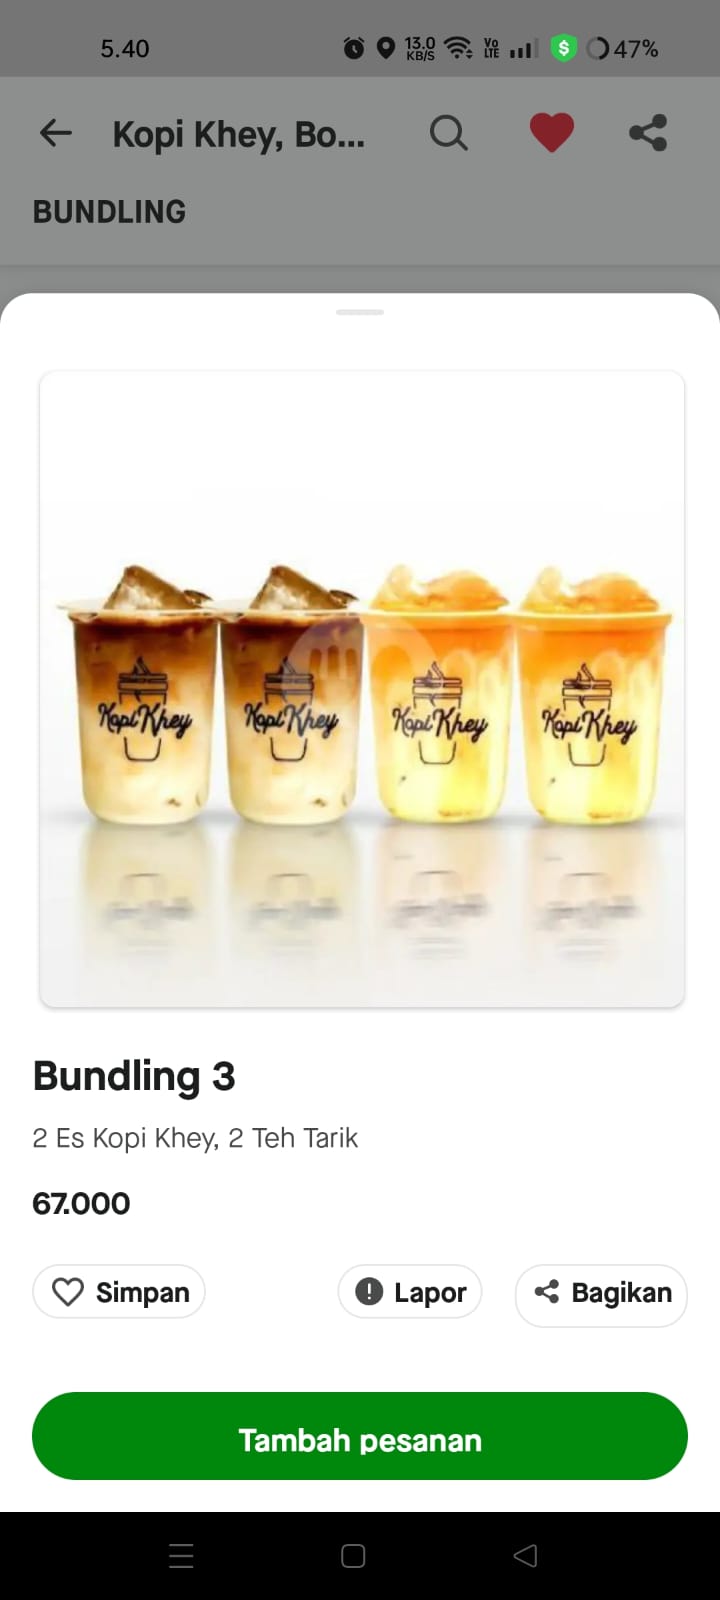 5.40
13.0
KB/S
Vo
LTE
$
47%
Kopi Khey, Bo...
BUNDLING
Kopi Khey
Kopi Khey
Kopi Khey
Kopi Khey
Bundling 3
2 Es Kopi Khey, 2 Teh Tarik
67.000
Simpan
Lapor
Bagikan
Tambah pesanan